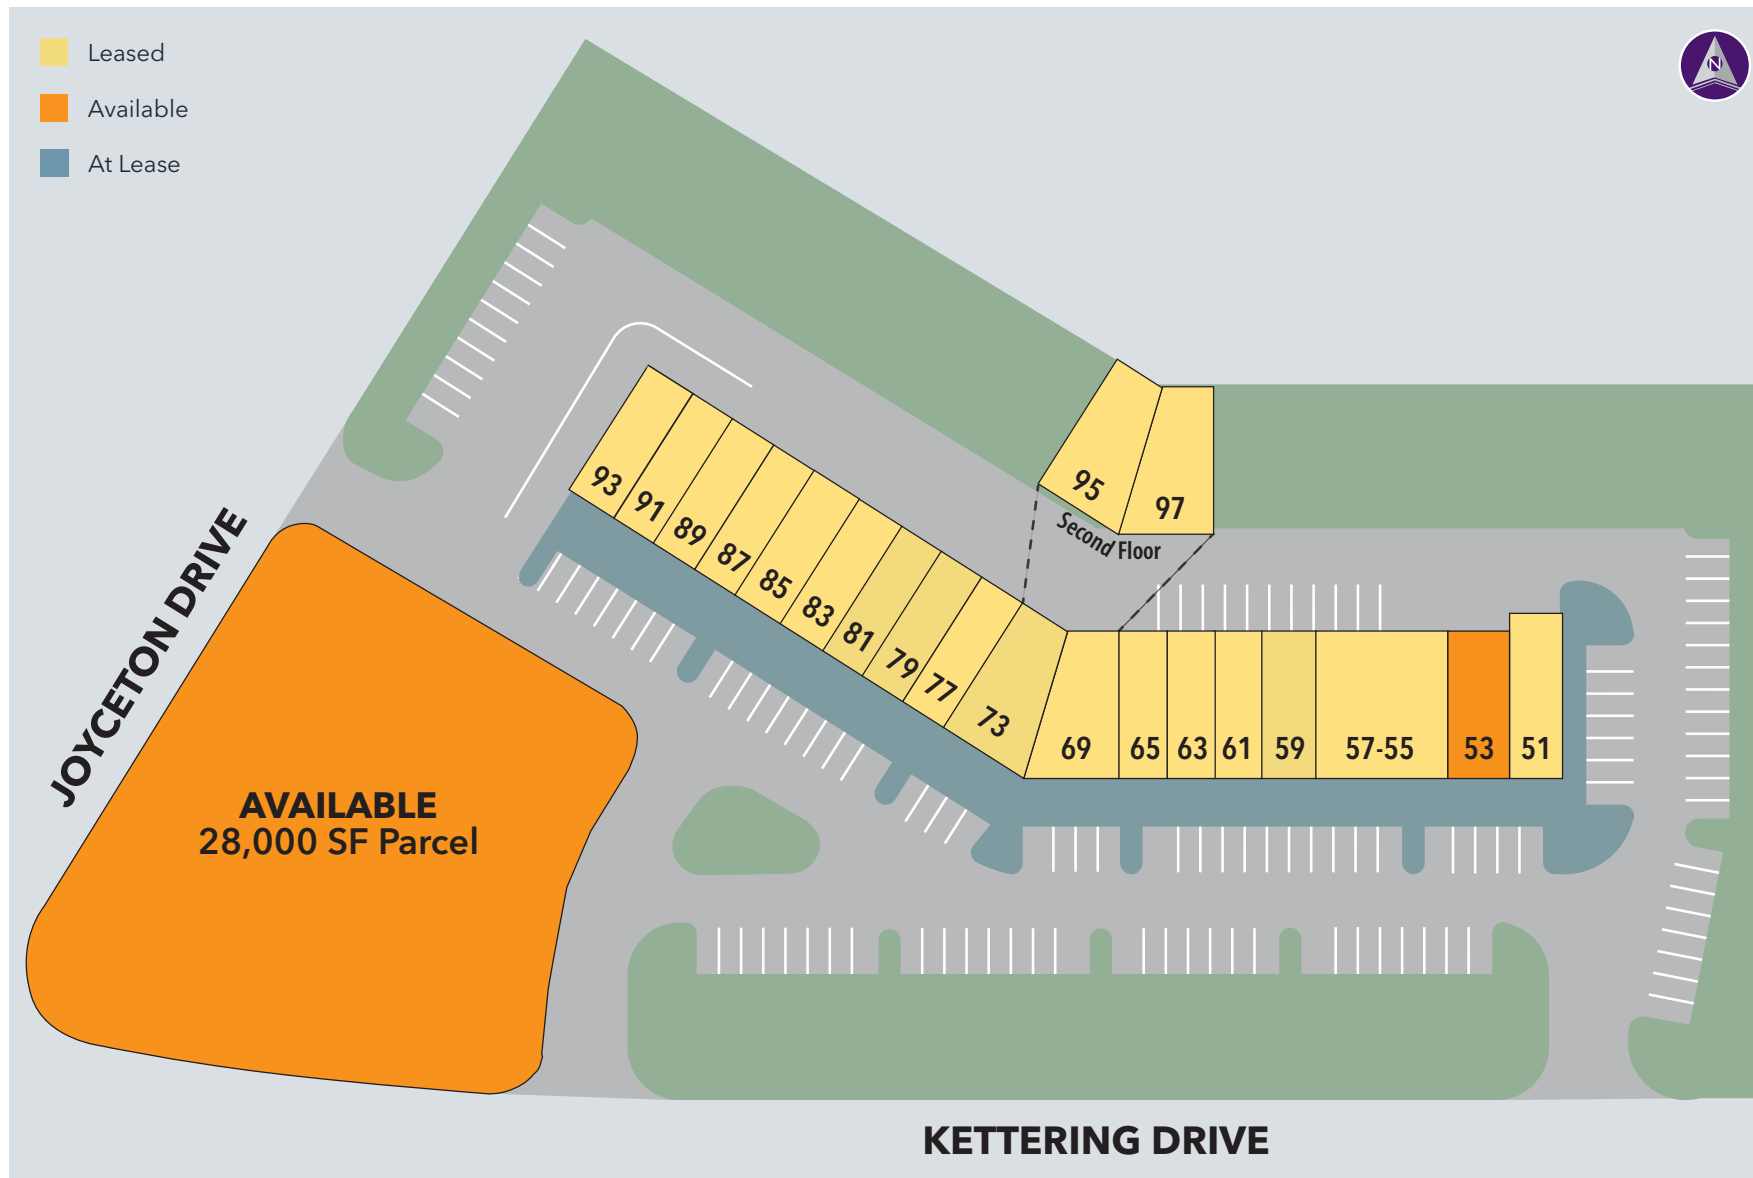 Leased
Available
At Lease
N
JOYCETON DRIVE
AVAILABLE
28,000 SF Parcel
93
91
89
87
85
83
81
79
77
73
69
65
63
61
59
57-55
53
51
95
97
Second Floor
KETTERING DRIVE